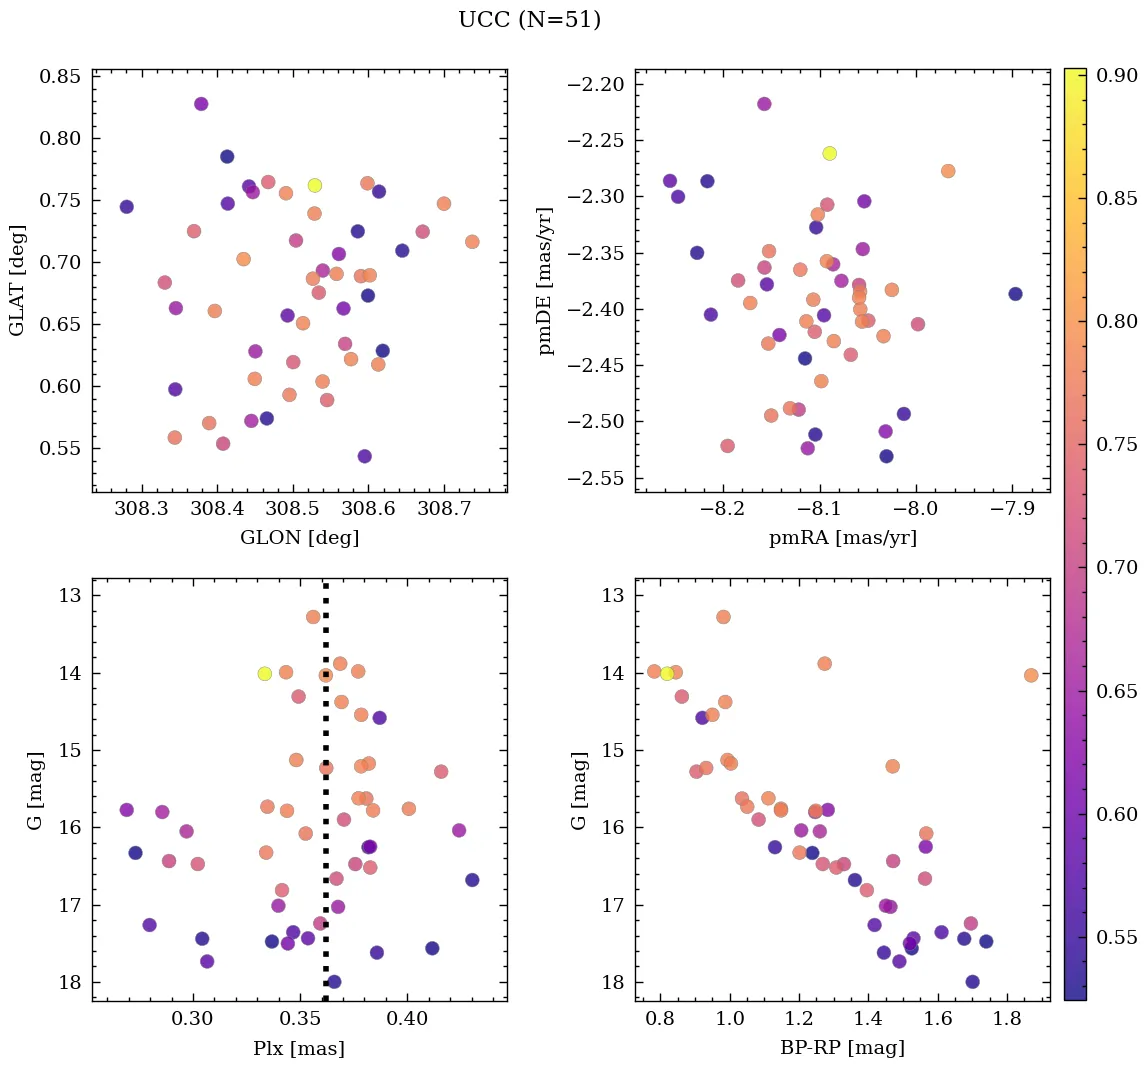 UCC (N=51)
0.85
0.80
0.75
0.70
0.65
0.60
0.55
GLAT [deg]
308.3 308.4 308.5 308.6 308.7
GLON [deg]
−2.20
−2.25
−2.30
−2.35
−2.40
−2.45
−2.50
−2.55
pmDE [mas/yr]
−8.2 −8.1 −8.0 −7.9
pmRA [mas/yr]
13
14
15
16
17
18
G [mag]
0.30 0.35 0.40
Plx [mas]
13
14
15
16
17
18
G [mag]
0.8 1.0 1.2 1.4 1.6 1.8
BP-RP [mag]
0.90
0.85
0.80
0.75
0.70
0.65
0.60
0.55